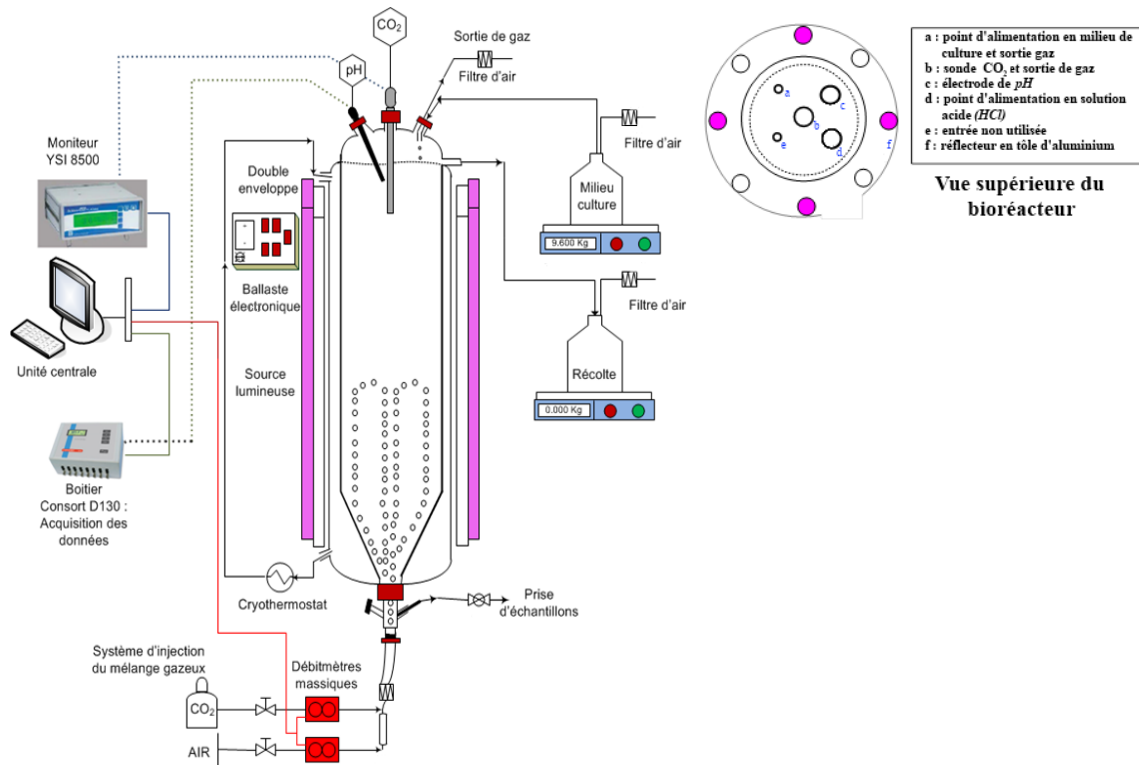 CO2
pH
Sortie de gaz
Filtre d'air
Moniteur
YSI 8500
Double
enveloppe
Milieu
culture
Filtre d'air
9.600 Kg
Ballaste
électronique
Filtre d'air
Unité centrale
Source
lumineuse
Récolte
0.000 Kg
Boitier
Consort D130 :
Acquisition des
données
Cryothermostat
Prise
d'échantillons
Système d'injection
du mélange gazeux
Débitmètres
massiques
CO2
AIR
a
b
c
d
e
f
a : point d'alimentation en milieu de
culture et sortie gaz
b : sonde CO2 et sortie de gaz
c : électrode de pH
d : point d'alimentation en solution
acide (HCl)
e : entrée non utilisée
f : réflecteur en tôle d'aluminium
Vue supérieure du
bioréacteur